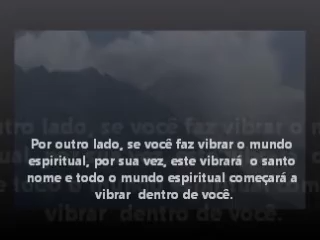 Por outro lado, se você faz vibrar o mundo
espiritual, por sua vez, este vibrará o santo
nome e todo o mundo espiritual começará a
vibrar dentro de você.